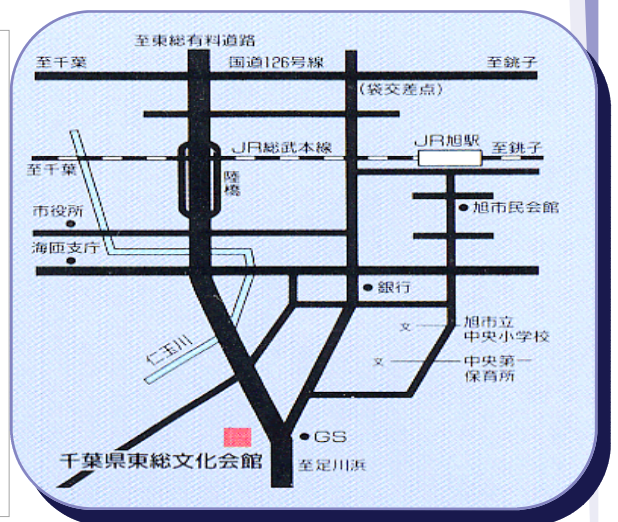 至東総有料道路
至千葉
国道126号線
至銚子
(袋交差点)
JR総武本線
JR旭駅
至銚子
至千葉
陸橋
市役所
旭市民会館
海匝支庁
銀行
仁玉川
文
旭市立
中央小学校
文
中央第一
保育所
GS
千葉県東総文化会館
至足川浜